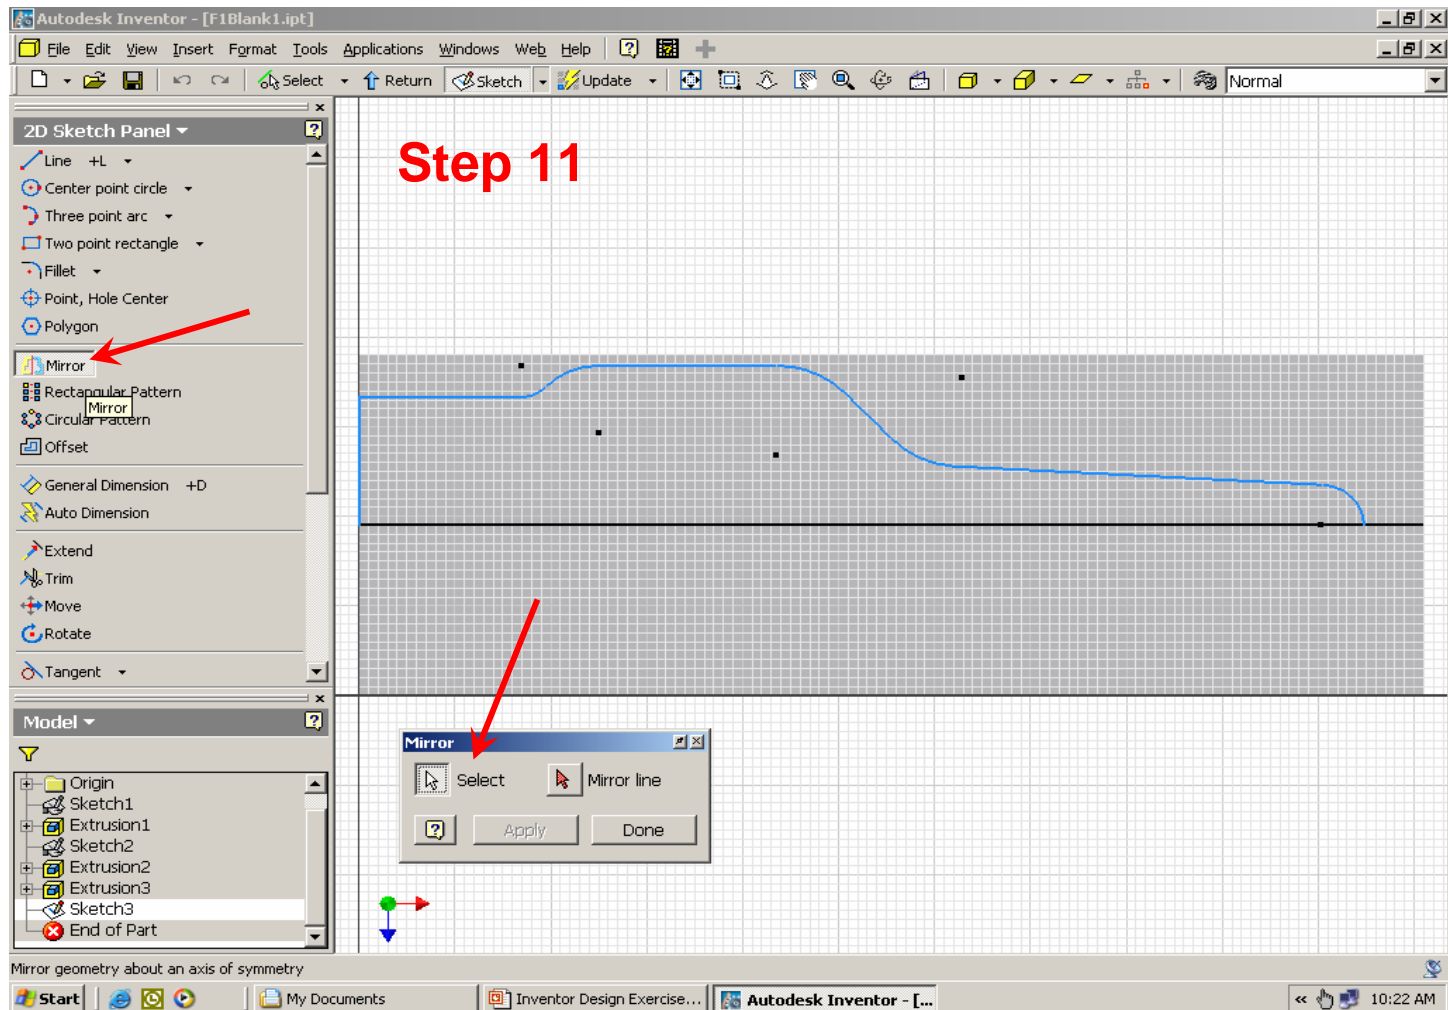 Autodesk Inventor - [F1Blank1.ipt]
File Edit View Insert Format Tools Applications Windows Web Help
Select Return Sketch Update Normal
2D Sketch Panel
Step 11
Line +L
Center point circle
Three point arc
Two point rectangle
Fillet
Point, Hole Center
Polygon
Mirror
Rectangular Pattern
Mirror
Circular Pattern
Offset
General Dimension +D
Auto Dimension
Extend
Trim
Move
Rotate
Tangent
Model
Origin
Sketch1
Extrusion1
Sketch2
Extrusion2
Extrusion3
Sketch3
End of Part
Mirror
Select Mirror line
Apply Done
Mirror geometry about an axis of symmetry
Start My Documents Inventor Design Exercise... Autodesk Inventor - [... « 10:22 AM